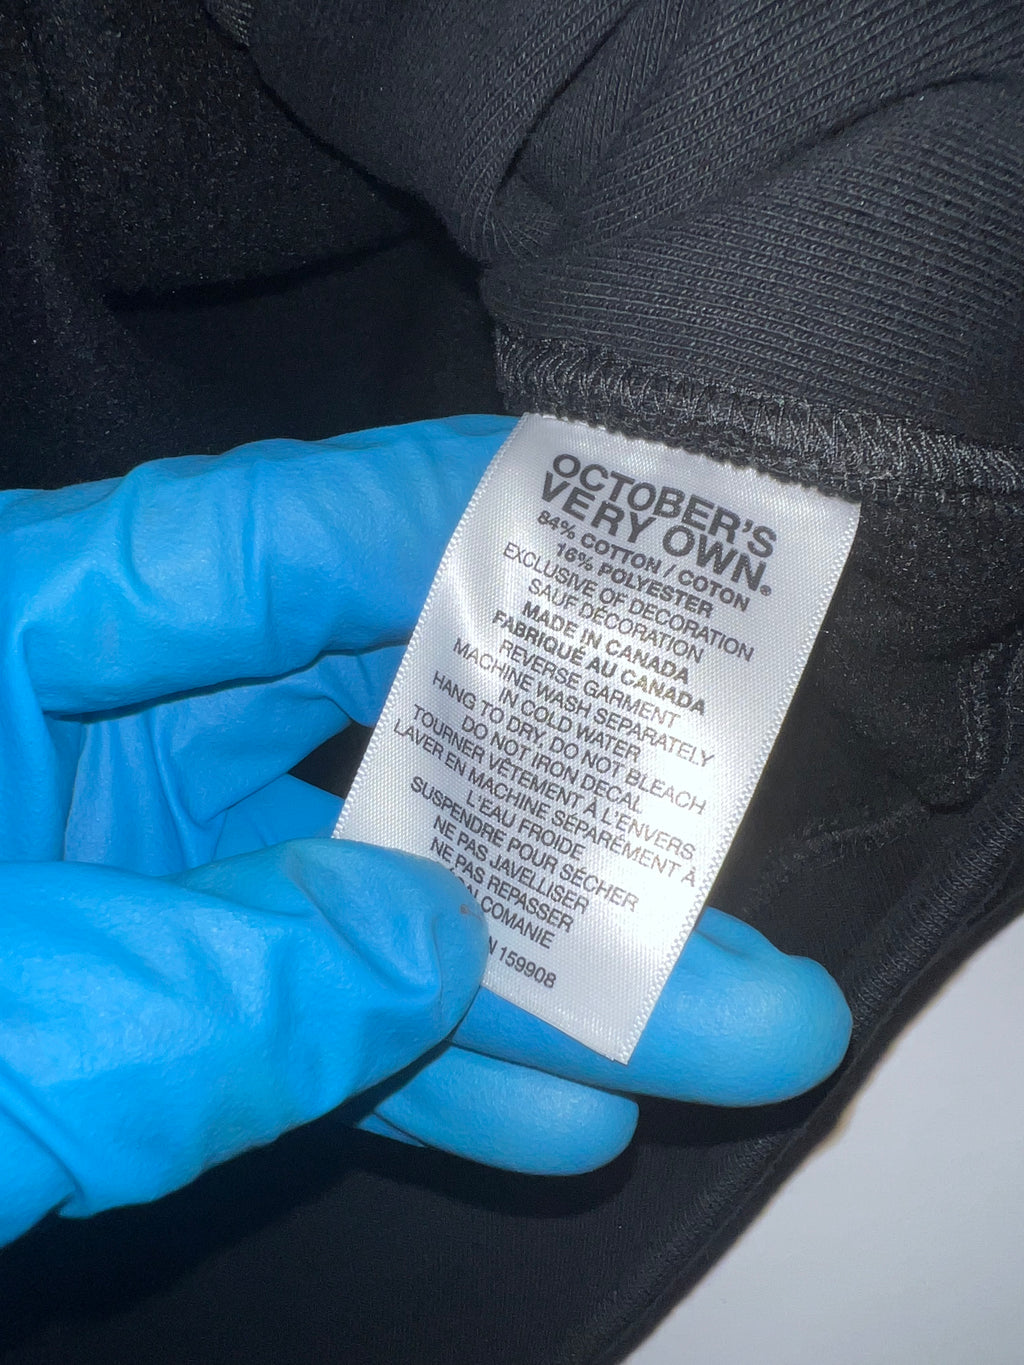 OCTOBER'S
VERY OWN®
84% COTTON / COTON
16% POLYESTER
EXCLUSIVE OF DECORATION
SAUF DÉCORATION
MADE IN CANADA
FABRIQUÉ AU CANADA
REVERSE GARMENT
MACHINE WASH SEPARATELY
IN COLD WATER
HANG TO DRY, DO NOT BLEACH
DO NOT IRON DECAL
TOURNER VÊTEMENT À L'ENVERS
LAVER EN MACHINE SÉPARÉMENT À
L'EAU FROIDE
SUSPENDRE POUR SÉCHER
NE PAS JAVELLISER
NE PAS REPASSER
COMANIE
N 159908